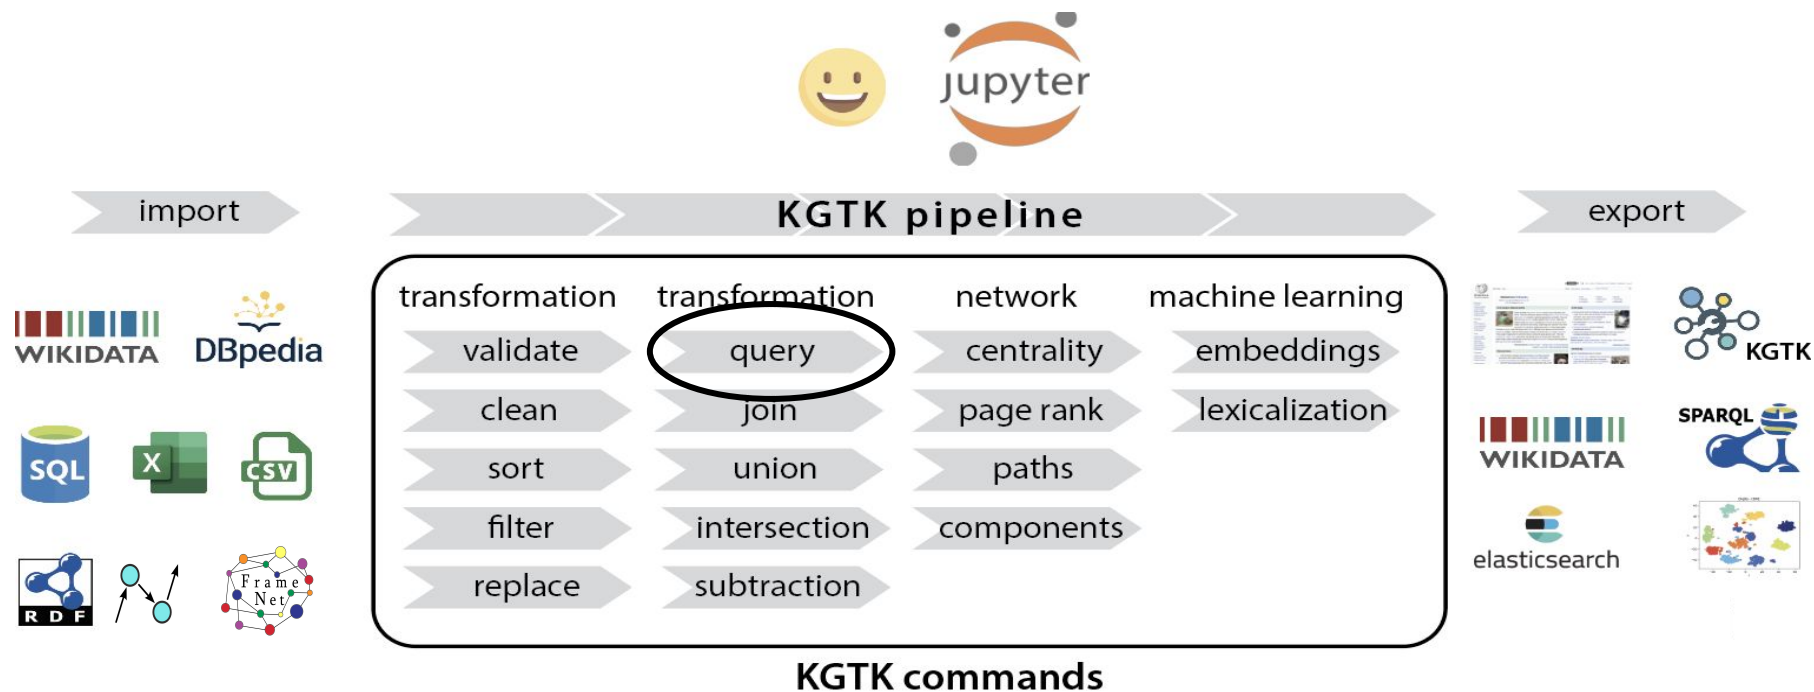 jupyter
import
KGTK pipeline
export
transformation transformation network machine learning
validate query centrality embeddings
clean join page rank lexicalization
sort union paths
filter intersection components
replace subtraction
WIKIDATA
DBpedia
SQL
X
CSV
RDF
Frame
Net
KGTK
WIKIDATA
SPARQL
elasticsearch
KGTK commands